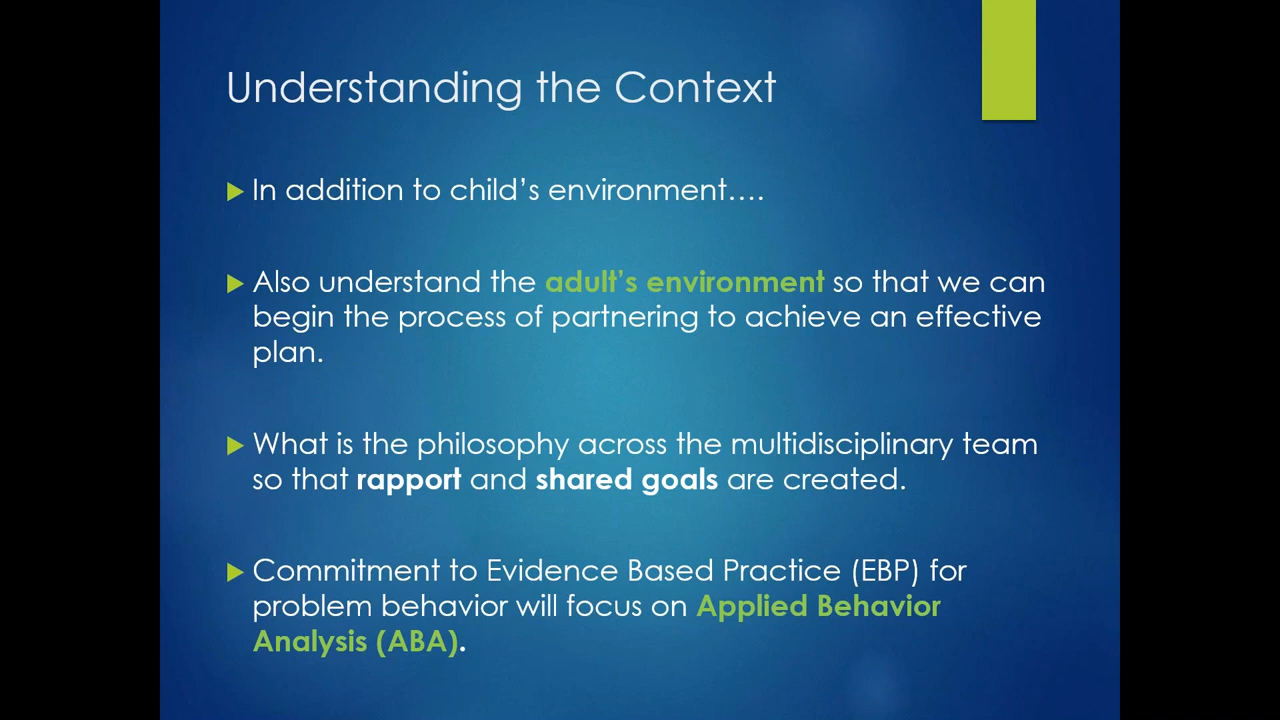 Understanding the Context
In addition to child’s environment….
Also understand the adult’s environment so that we can
begin the process of partnering to achieve an effective
plan.
What is the philosophy across the multidisciplinary team
so that rapport and shared goals are created.
Commitment to Evidence Based Practice (EBP) for
problem behavior will focus on Applied Behavior
Analysis (ABA).